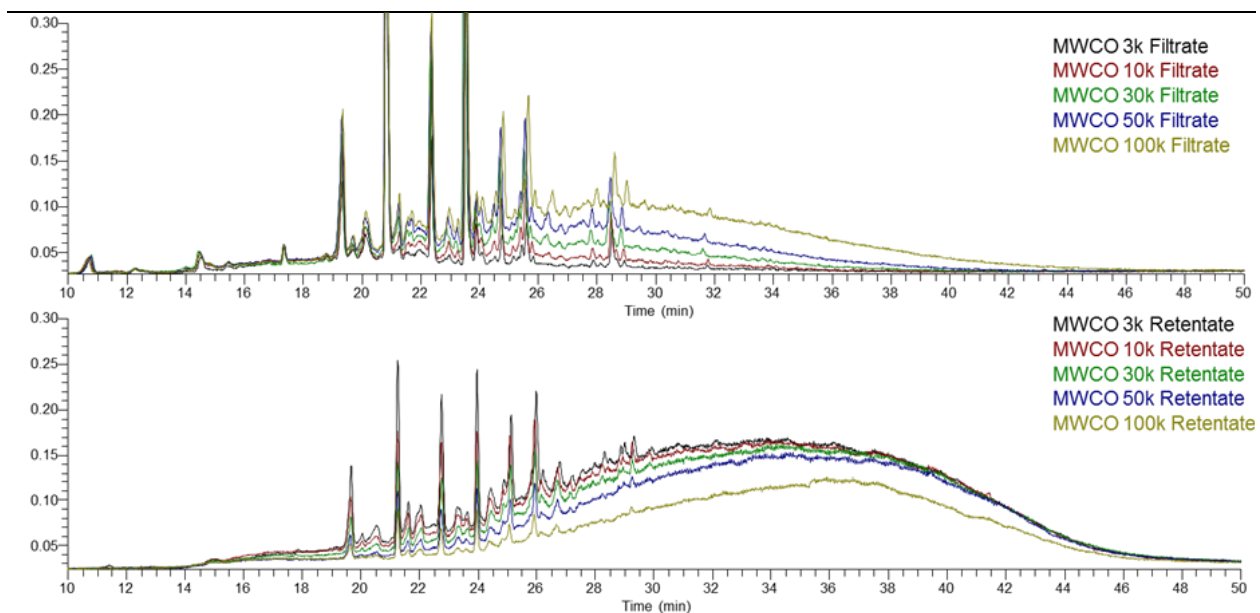 0.30
MWCO 3k Filtrate
0.25
MWCO 10k Filtrate
MWCO 30k Filtrate
0.20
MWCO 50k Filtrate
MWCO 100k Filtrate
0.15
0.10
0.05
10 12 14 16 18 20 22 24 26 28 30 32 34 36 38 40 42 44 46 48 50
Time (min)
0.30
MWCO 3k Retentate
MWCO 10k Retentate
0.25
MWCO 30k Retentate
MWCO 50k Retentate
0.20
MWCO 100k Retentate
0.15
0.10
0.05
10 12 14 16 18 20 22 24 26 28 30 32 34 36 38 40 42 44 46 48 50
Time (min)